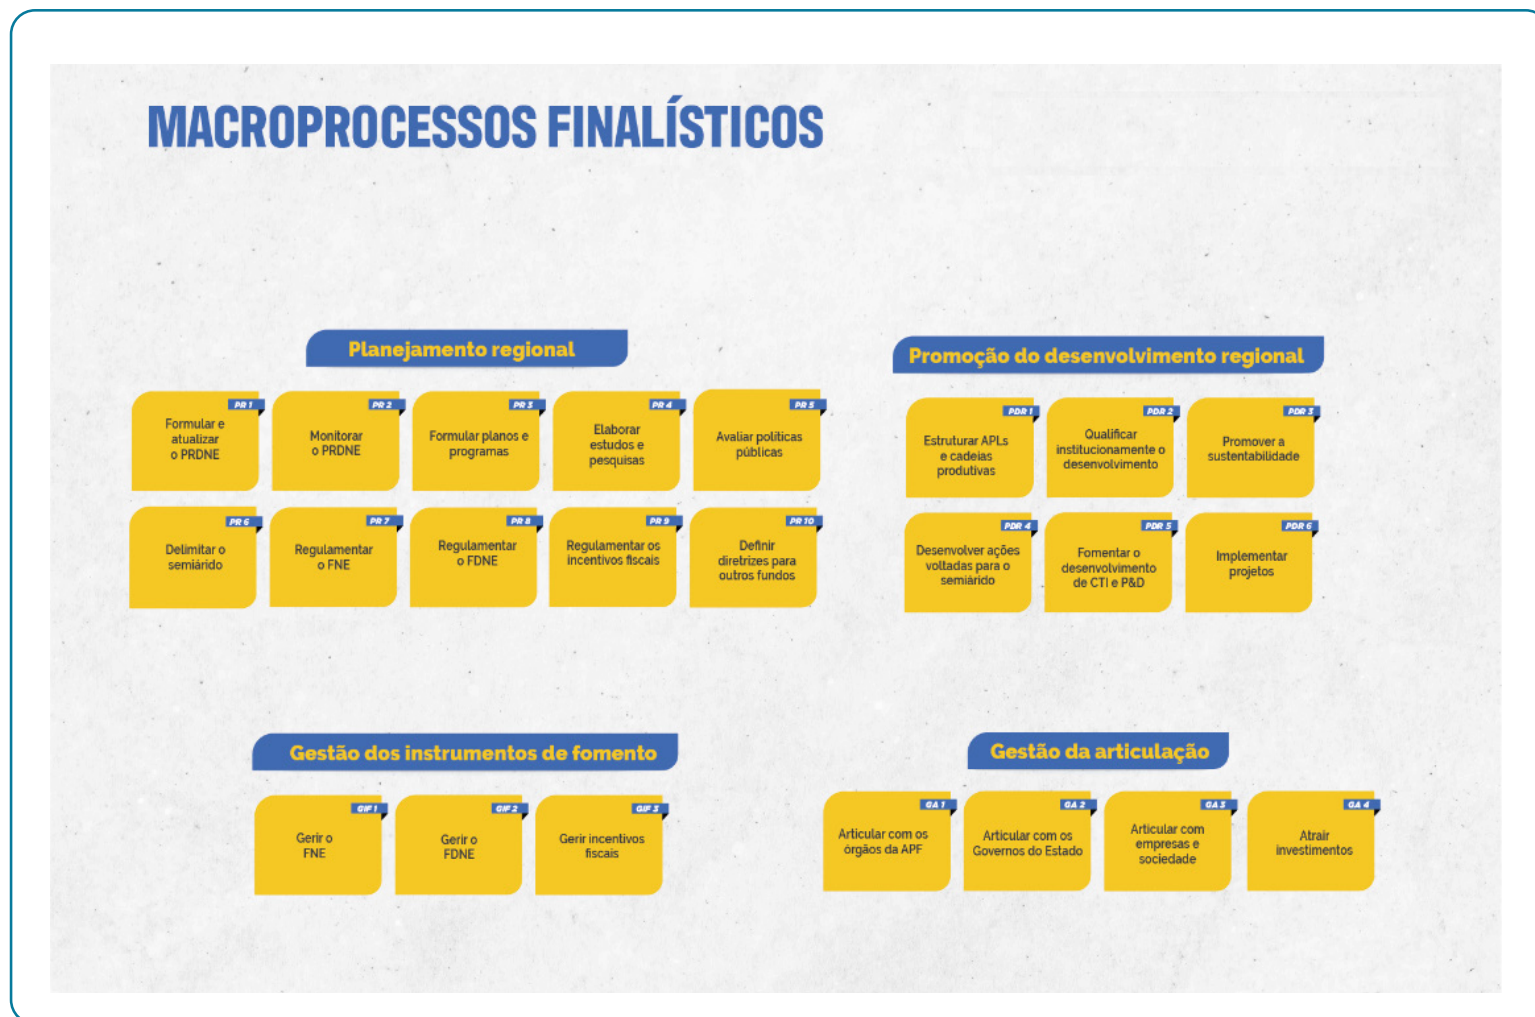 MACROPROCESSOS FINALÍSTICOS
Planejamento regional
PR 1
Formular e
atualizar
o PRDNE
PR 2
Monitorar
o PRDNE
PR 3
Formular planos e
programas
PR 4
Elaborar
estudos e
pesquisas
PR 5
Avaliar políticas
públicas
PR 6
Delimitar o
semiárido
PR 7
Regulamentar
o FNE
PR 8
Regulamentar
o FDNE
PR 9
Regulamentar os
incentivos fiscais
PR 10
Definir
diretrizes para
outros fundos
Promoção do desenvolvimento regional
PDR 1
Estruturar APLs
e cadeias
produtivas
PDR 2
Qualificar
institucionamente o
desenvolvimento
PDR 3
Promover a
sustentabilidade
PDR 4
Desenvolver ações
voltadas para o
semiárido
PDR 5
Fomentar o
desenvolvimento
de CTI e P&D
PDR 6
Implementar
projetos
Gestão dos instrumentos de fomento
GIF 1
Gerir o
FNE
GIF 2
Gerir o
FDNE
GIF 3
Gerir incentivos
fiscais
Gestão da articulação
GA 1
Articular com os
órgãos da APF
GA 2
Articular com os
Governos do Estado
GA 3
Articular com
empresas e
sociedade
GA 4
Atrair
investimentos